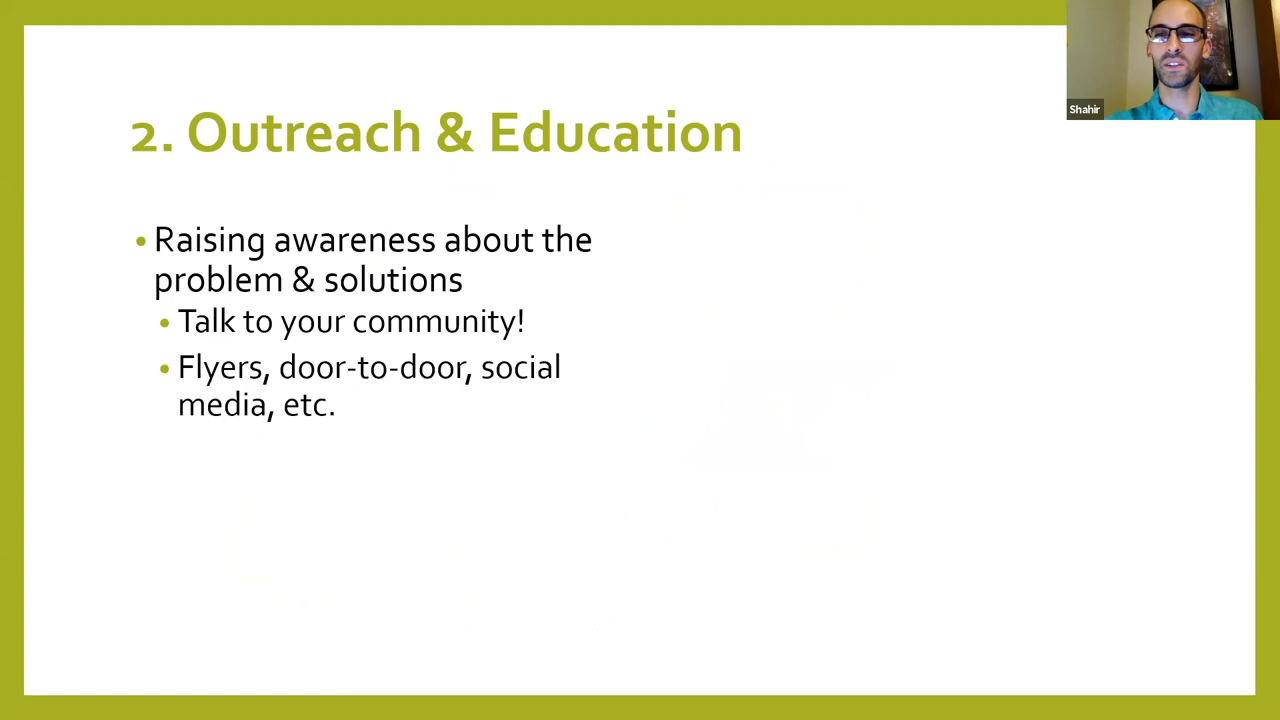 Shahir
2. Outreach & Education
• Raising awareness about the
problem & solutions
• Talk to your community!
• Flyers, door-to-door, social
media, etc.